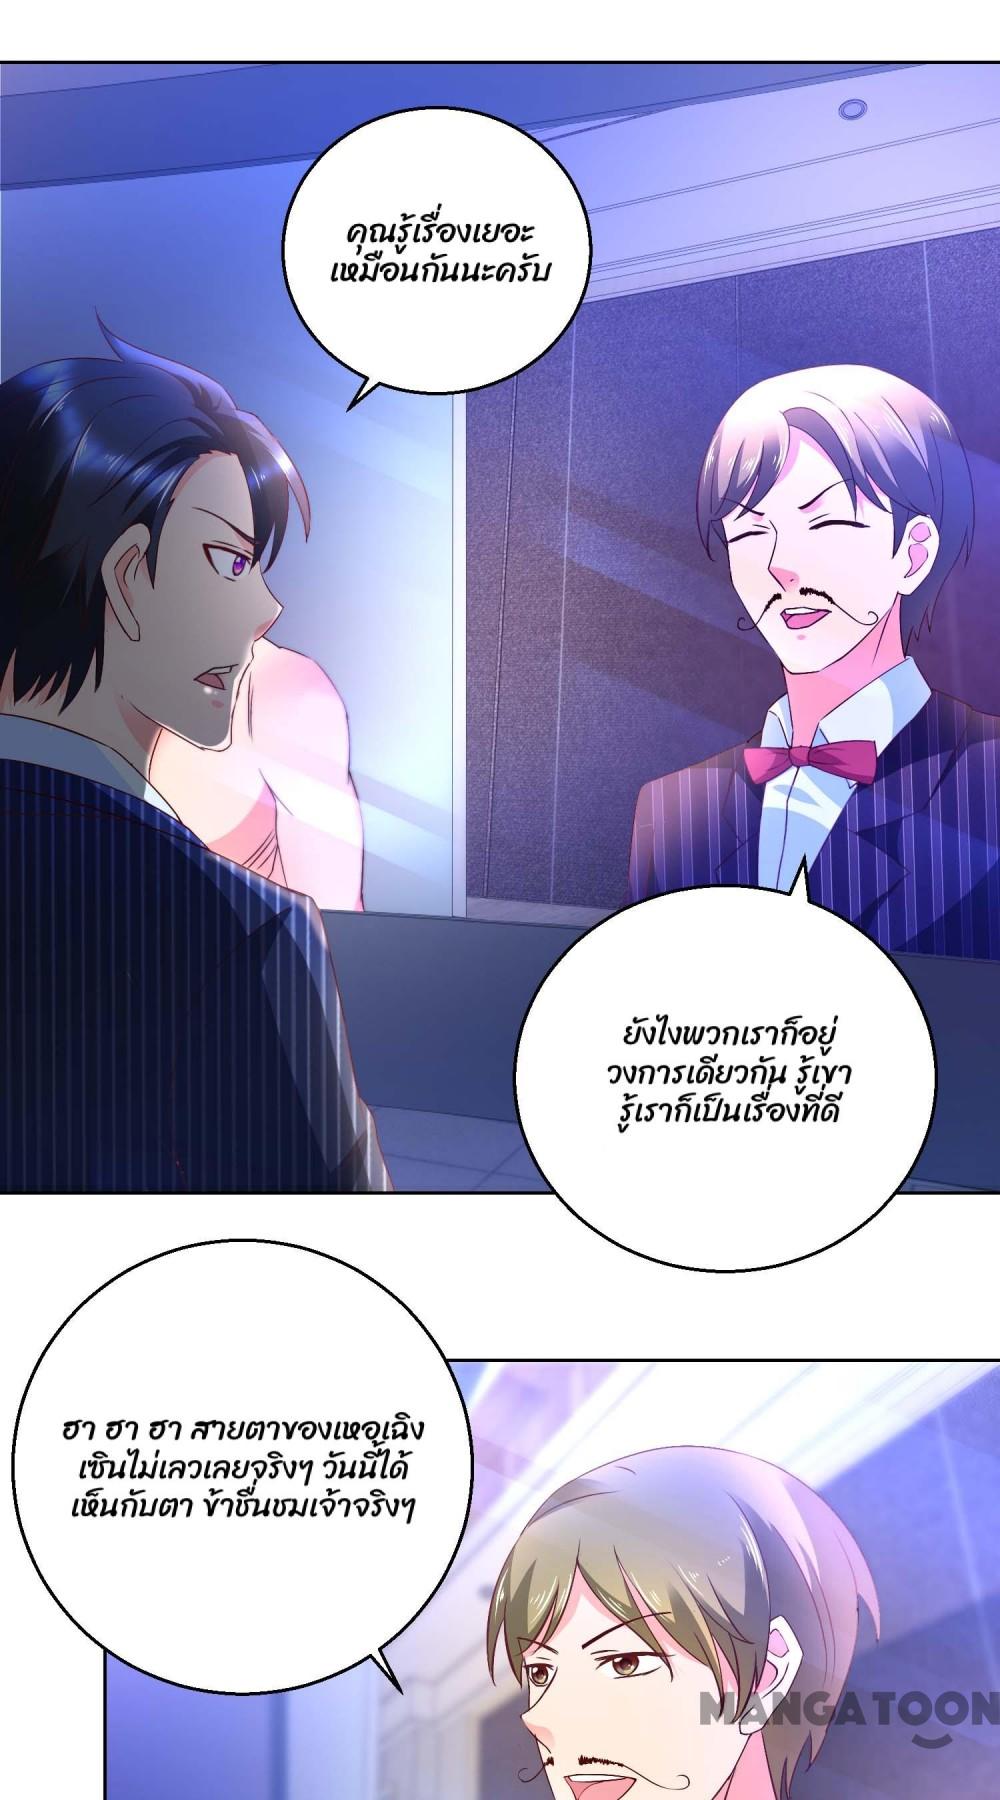 คุณรู้เรื่องเยอะ
เหมือนกันนะครับ
ยังไงพวกเราก็อยู่
วงการเดียวกัน รู้เขา
รู้เราก็เป็นเรื่องที่ดี
ฮา ฮา ฮา สายตาของเหอเฉิง
เซินไม่เลวเลยจริงๆ วันนี้ได้
เห็นกับตา ข้าชื่นชมเจ้าจริงๆ
MANGATOON